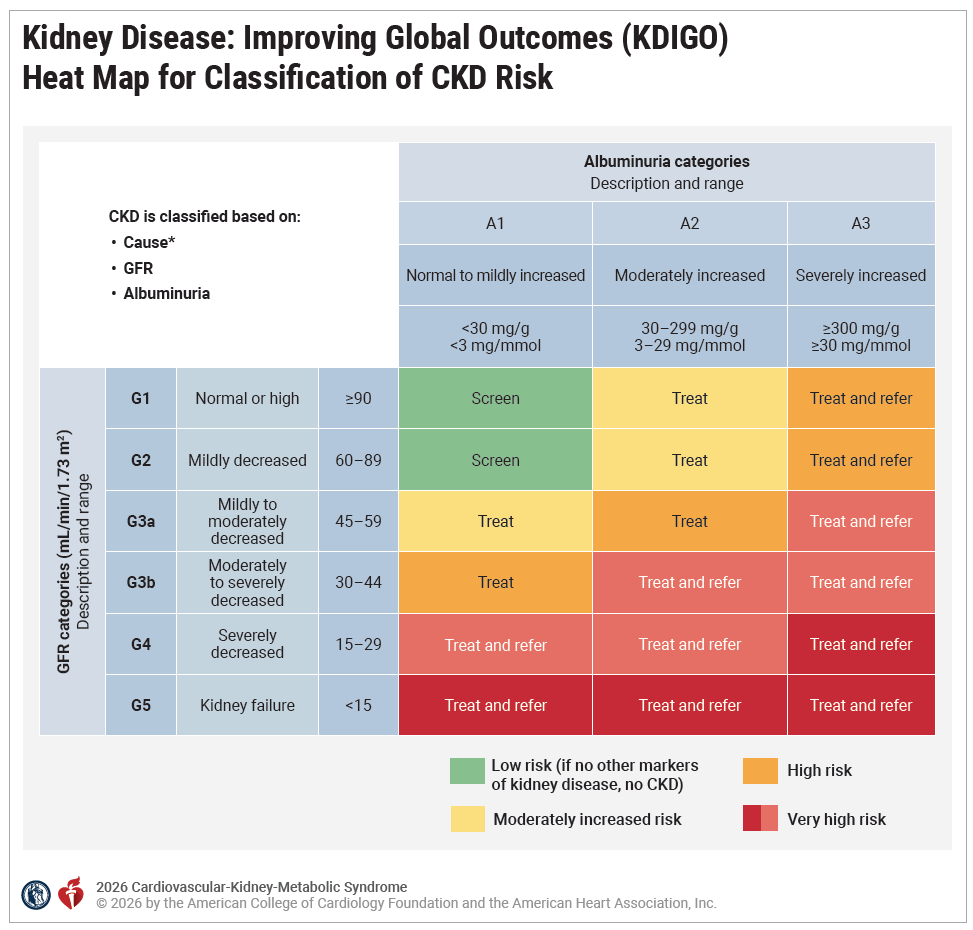 Kidney Disease: Improving Global Outcomes (KDIGO)
Heat Map for Classification of CKD Risk
CKD is classified based on:
• Cause*
• GFR
• Albuminuria
Albuminuria categories
Description and range
A1
A2
A3
Normal to mildly increased
Moderately increased
Severely increased
<30 mg/g
<3 mg/mmol
30–299 mg/g
3–29 mg/mmol
≥300 mg/g
≥30 mg/mmol
GFR categories (mL/min/1.73 m²)
Description and range
G1
Normal or high
≥90
Screen
Treat
Treat and refer
G2
Mildly decreased
60–89
Screen
Treat
Treat and refer
G3a
Mildly to
moderately
decreased
45–59
Treat
Treat
Treat and refer
G3b
Moderately
to severely
decreased
30–44
Treat
Treat and refer
Treat and refer
G4
Severely
decreased
15–29
Treat and refer
Treat and refer
Treat and refer
G5
Kidney failure
<15
Treat and refer
Treat and refer
Treat and refer
Low risk (if no other markers
of kidney disease, no CKD)
High risk
Moderately increased risk
Very high risk
2026 Cardiovascular-Kidney-Metabolic Syndrome
© 2026 by the American College of Cardiology Foundation and the American Heart Association, Inc.